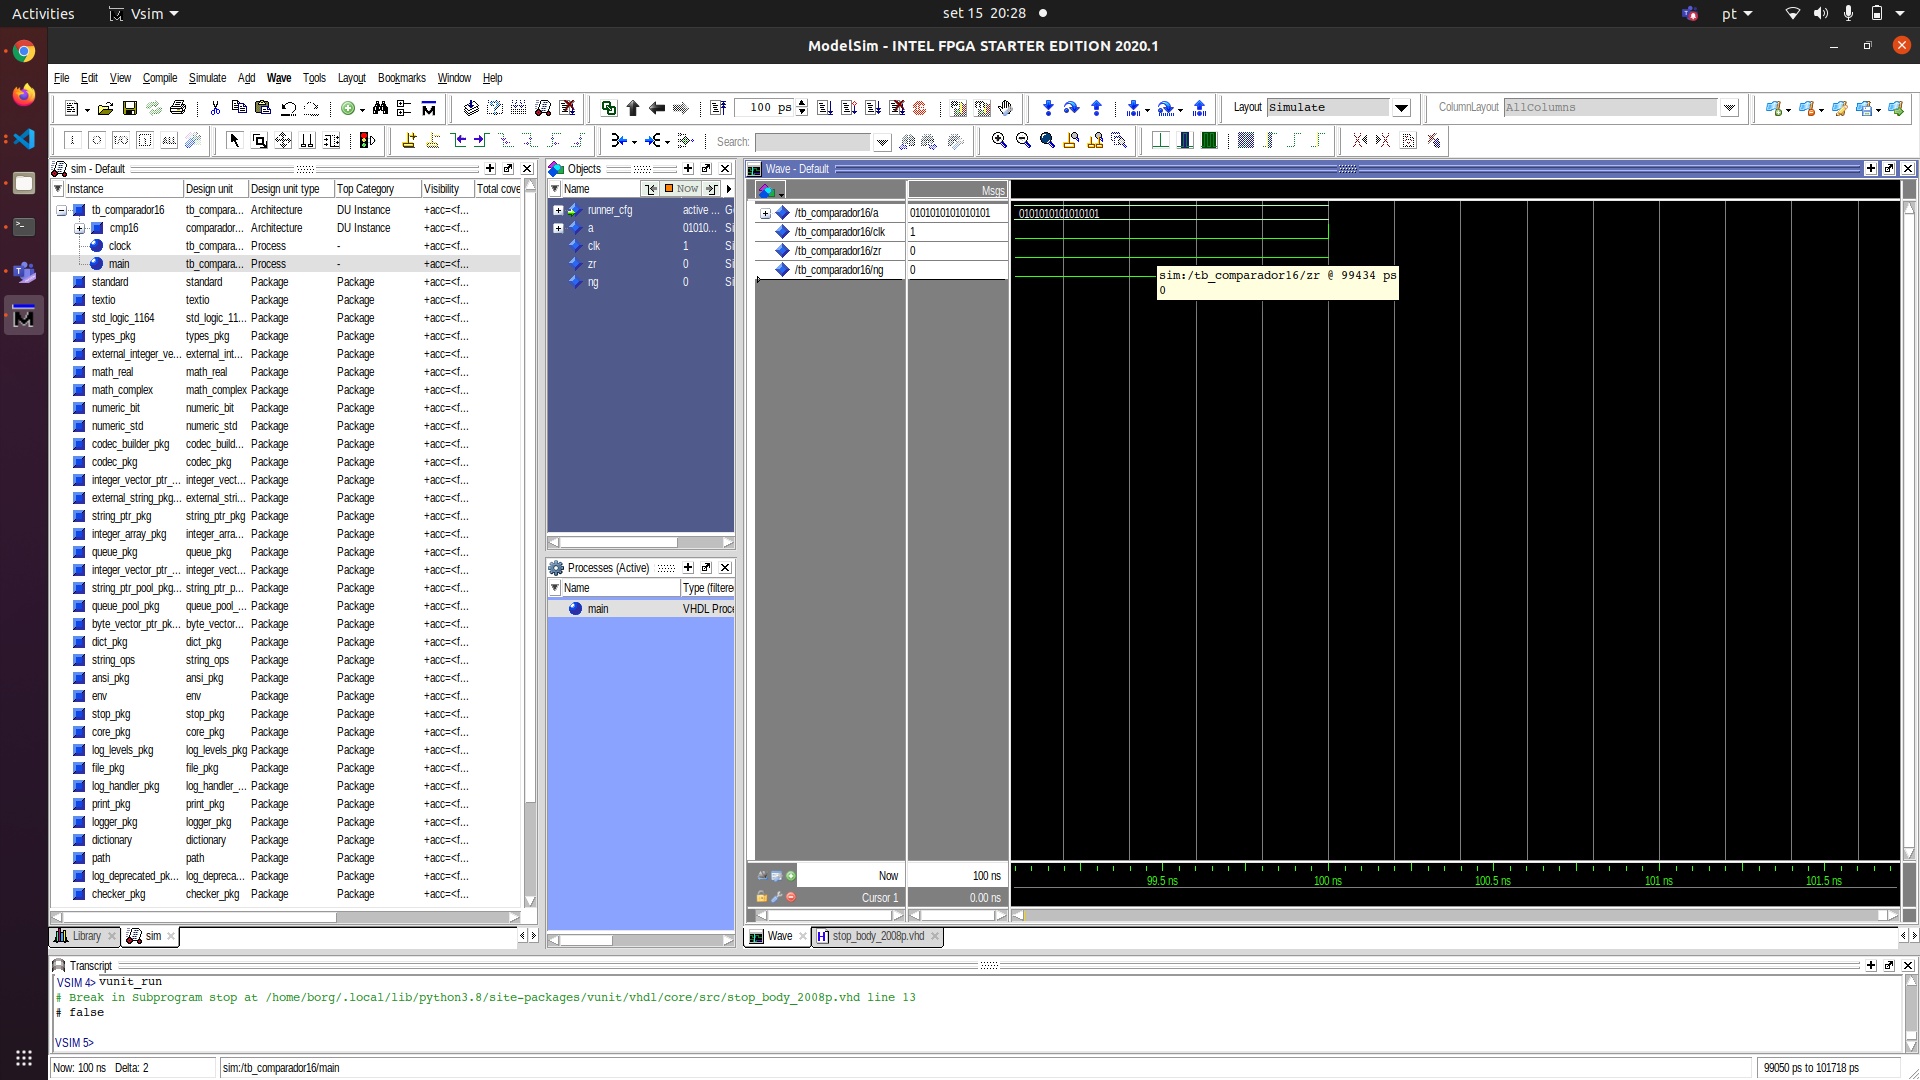 Activities
Vsim
set 15 20:28
pt
ModelSim - INTEL FPGA STARTER EDITION 2020.1
File Edit View Compile Simulate Add Wave Tools Layout Bookmarks Window Help
100 ps
Layout Simulate
ColumnLayout AllColumns
Search:
sim - Default
Instance Design unit Design unit type Top Category Visibility Total cove
tb_comparador16 tb_compara... Architecture DU Instance +acc=<f...
cmp16 comparador... Architecture DU Instance +acc=<f...
clock tb_compara... Process - +acc=<f...
main tb_compara... Process - +acc=<f...
standard standard Package Package +acc=<f...
textio textio Package Package +acc=<f...
std_logic_1164 std_logic_11... Package Package +acc=<f...
types_pkg types_pkg Package Package +acc=<f...
external_integer_ve... external_int... Package Package +acc=<f...
math_real math_real Package Package +acc=<f...
math_complex math_complex Package Package +acc=<f...
numeric_bit numeric_bit Package Package +acc=<f...
numeric_std numeric_std Package Package +acc=<f...
codec_builder_pkg codec_build... Package Package +acc=<f...
codec_pkg codec_pkg Package Package +acc=<f...
integer_vector_ptr_... integer_vect... Package Package +acc=<f...
external_string_pkg... external_stri... Package Package +acc=<f...
string_ptr_pkg string_ptr_pkg Package Package +acc=<f...
integer_array_pkg integer_arra... Package Package +acc=<f...
queue_pkg queue_pkg Package Package +acc=<f...
integer_vector_ptr_... integer_vect... Package Package +acc=<f...
string_ptr_pool_pkg... string_ptr_p... Package Package +acc=<f...
queue_pool_pkg queue_pool_... Package Package +acc=<f...
byte_vector_ptr_pk... byte_vector... Package Package +acc=<f...
dict_pkg dict_pkg Package Package +acc=<f...
string_ops string_ops Package Package +acc=<f...
ansi_pkg ansi_pkg Package Package +acc=<f...
env env Package Package +acc=<f...
stop_pkg stop_pkg Package Package +acc=<f...
core_pkg core_pkg Package Package +acc=<f...
log_levels_pkg log_levels_pkg Package Package +acc=<f...
file_pkg file_pkg Package Package +acc=<f...
log_handler_pkg log_handler_... Package Package +acc=<f...
print_pkg print_pkg Package Package +acc=<f...
logger_pkg logger_pkg Package Package +acc=<f...
dictionary dictionary Package Package +acc=<f...
path path Package Package +acc=<f...
log_deprecated_pk... log_depreca... Package Package +acc=<f...
checker_pkg checker_pkg Package Package +acc=<f...
Library sim
Objects
Name Now
runner_cfg active ... G
a 01010... Si
clk 1 Si
zr 0 Si
ng 0 Si
Processes (Active)
Name Type (filtere
main VHDL Proce
Wave - Default
Msgs
/tb_comparador16/a 0101010101010101 0101010101010101
/tb_comparador16/clk 1
/tb_comparador16/zr 0
/tb_comparador16/ng 0
sim:/tb_comparador16/zr @ 99434 ps
0
Now 100 ns
Cursor 1 0.00 ns
99.5 ns 100 ns 100.5 ns 101 ns 101.5 ns
Wave stop_body_2008p.vhd
Transcript
VSIM 4> vunit_run
# Break in Subprogram stop at /home/borg/.local/lib/python3.8/site-packages/vunit/vhdl/core/src/stop_body_2008p.vhd line 13
# false
VSIM 5>
Now: 100 ns Delta: 2 sim:/tb_comparador16/main 99050 ps to 101718 ps